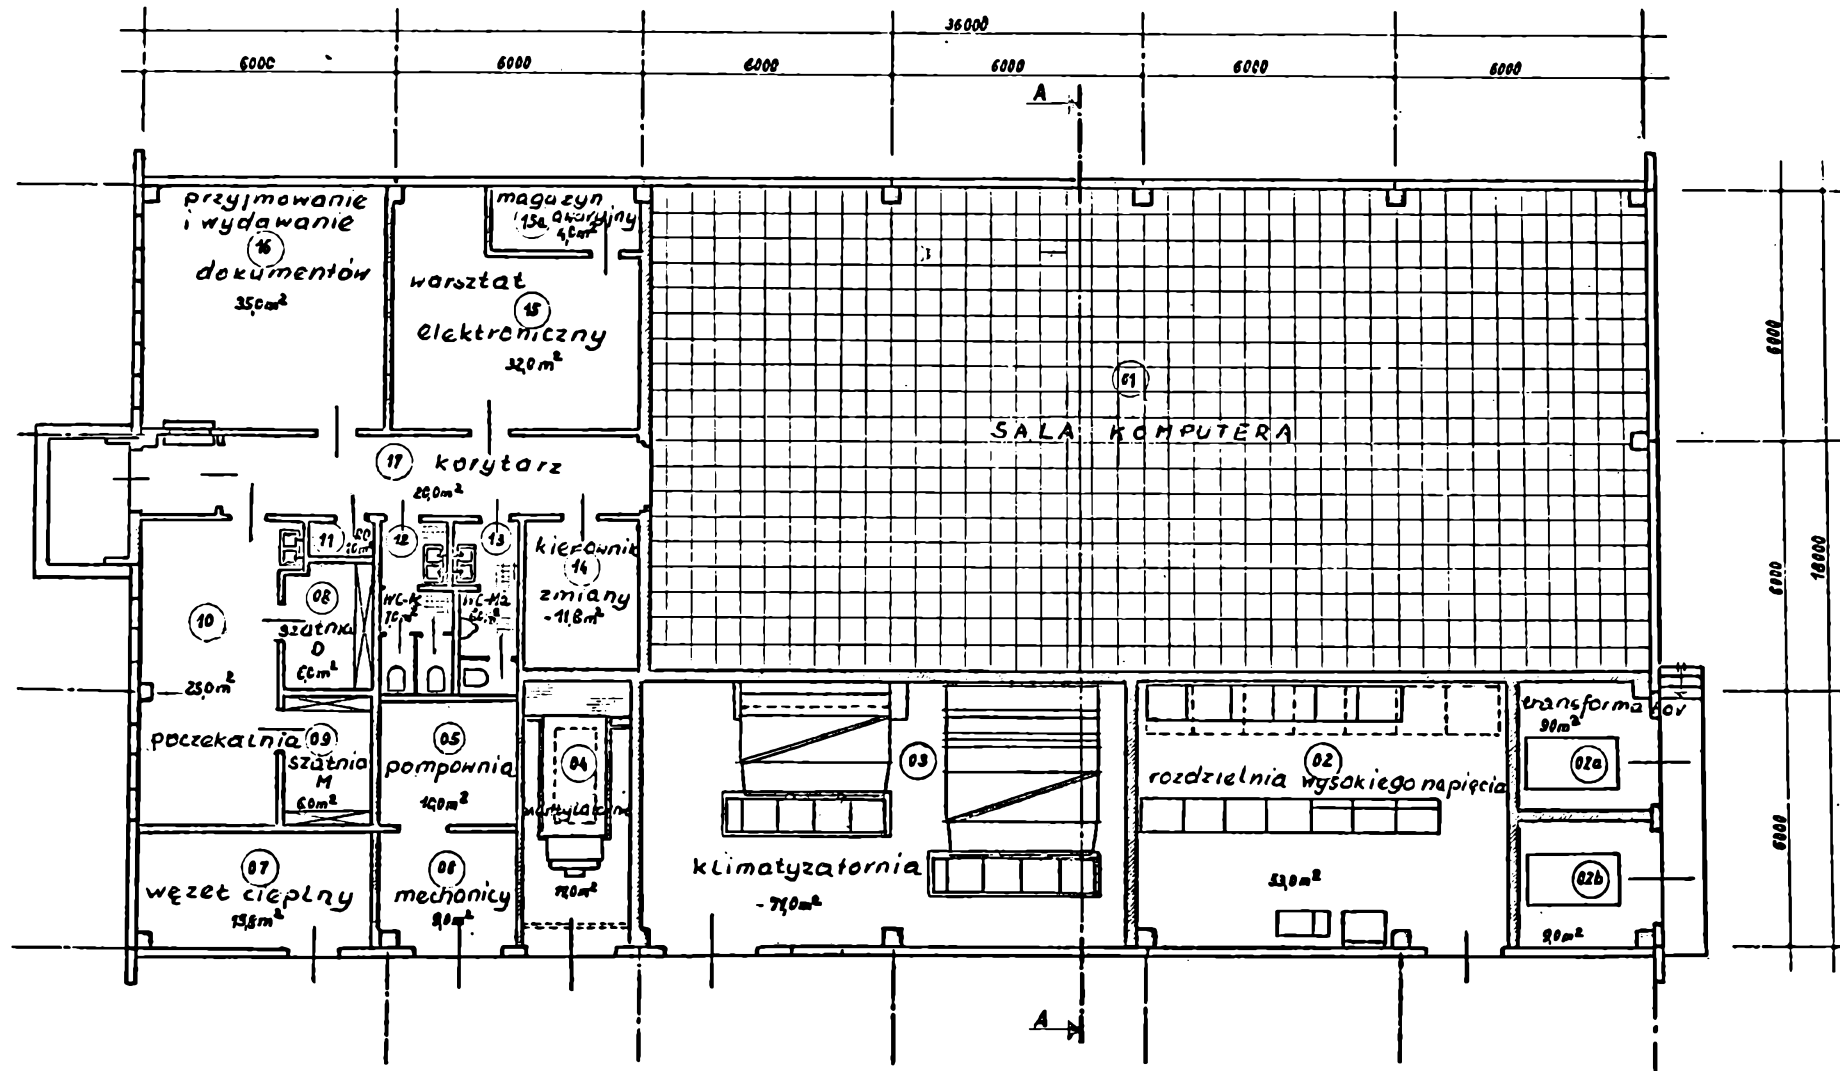 36000
6000 6000 6000 6000 6000 6000
A
przyjmowanie
i wydawanie
16
dokumentów
35,0m²
magazyn
15a awaryjny
4,6m²
warsztat
15
elektroniczny
32,0m²
01
SALA KOMPUTERA
6000
6000
6000
18000
17 korytarz
20,0m²
11
12
13
kierownik
14
zmiany
-11,8m²
10
25,0m²
poczekalnia
08
szatnia
D
6,0m²
09
szatnia
M
6,0m²
05
pompownia
10,0m²
04
03
klimatyzatornia
-77,0m²
02
rozdzielnia wysokiego napięcia
53,0m²
transformator
9,0m²
02a
02b
9,0m²
07
węzeł cieplny
06
mechanicy
9,0m²
A